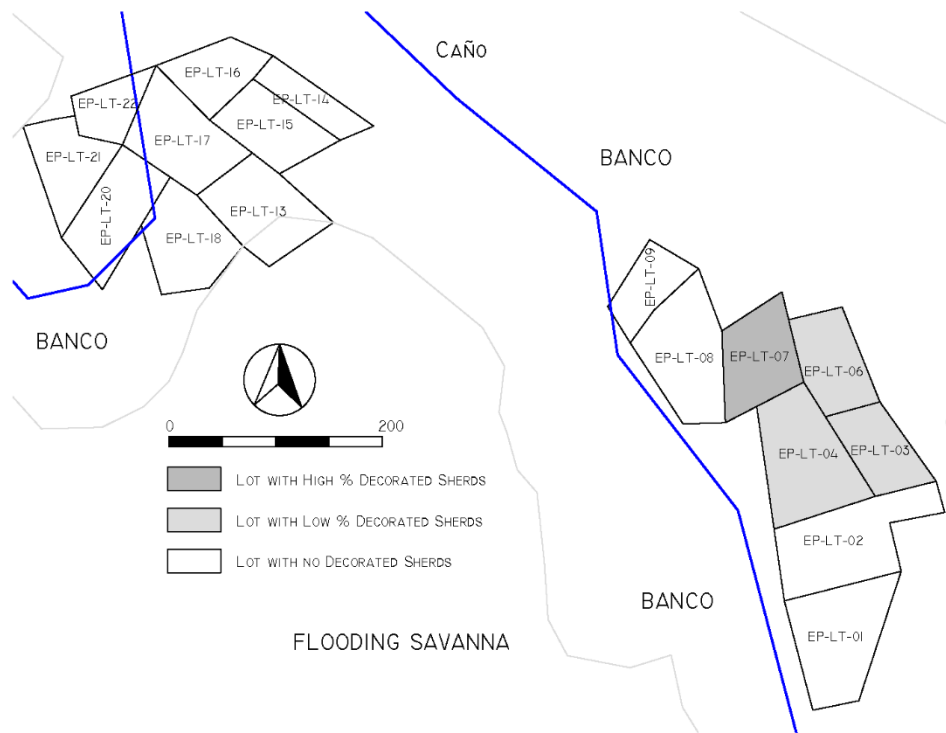 CAÑO
EP-LT-16
EP-LT-14
EP-LT-22
EP-LT-15
EP-LT-17
EP-LT-21
BANCO
EP-LT-20
EP-LT-13
EP-LT-18
EP-LT-09
BANCO
EP-LT-08
EP-LT-07
EP-LT-06
0 200
EP-LT-04
EP-LT-03
LOT WITH HIGH % DECORATED SHERDS
LOT WITH LOW % DECORATED SHERDS
EP-LT-02
LOT WITH NO DECORATED SHERDS
BANCO
FLOODING SAVANNA
EP-LT-01